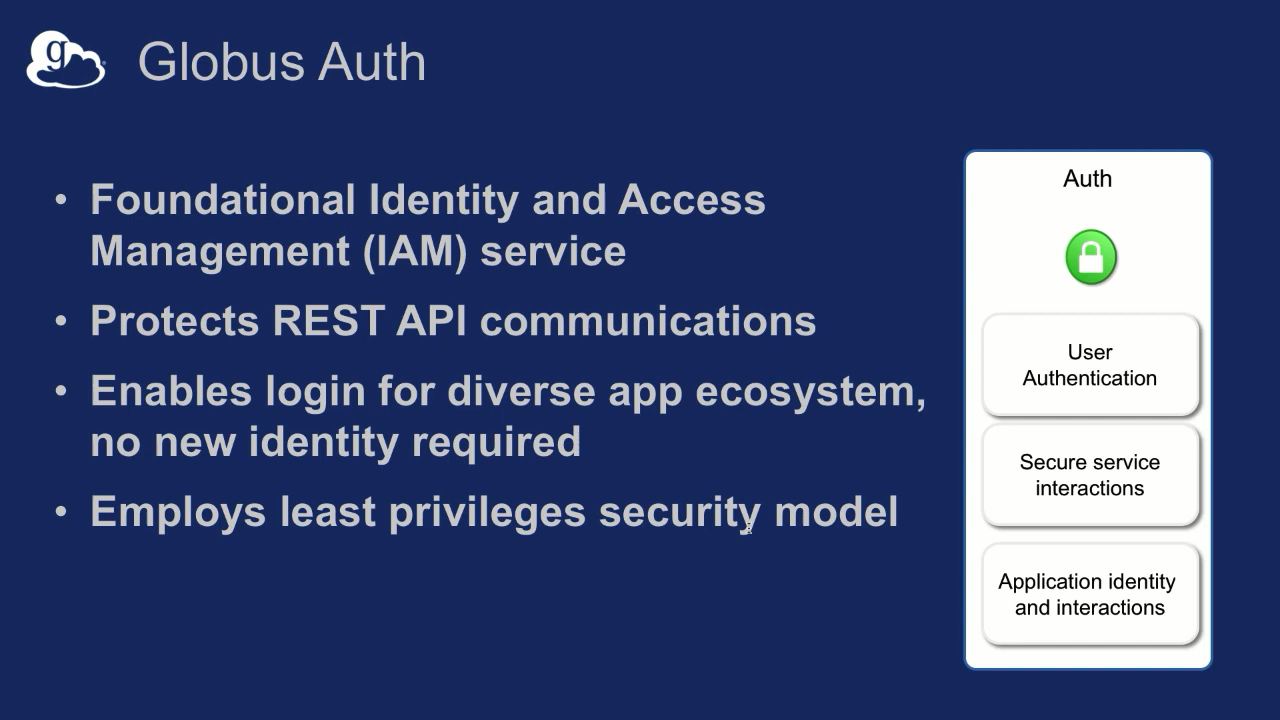 g
Globus Auth
• Foundational Identity and Access
Management (IAM) service
• Protects REST API communications
• Enables login for diverse app ecosystem,
no new identity required
• Employs least privileges security model
Auth
User
Authentication
Secure service
interactions
Application identity
and interactions